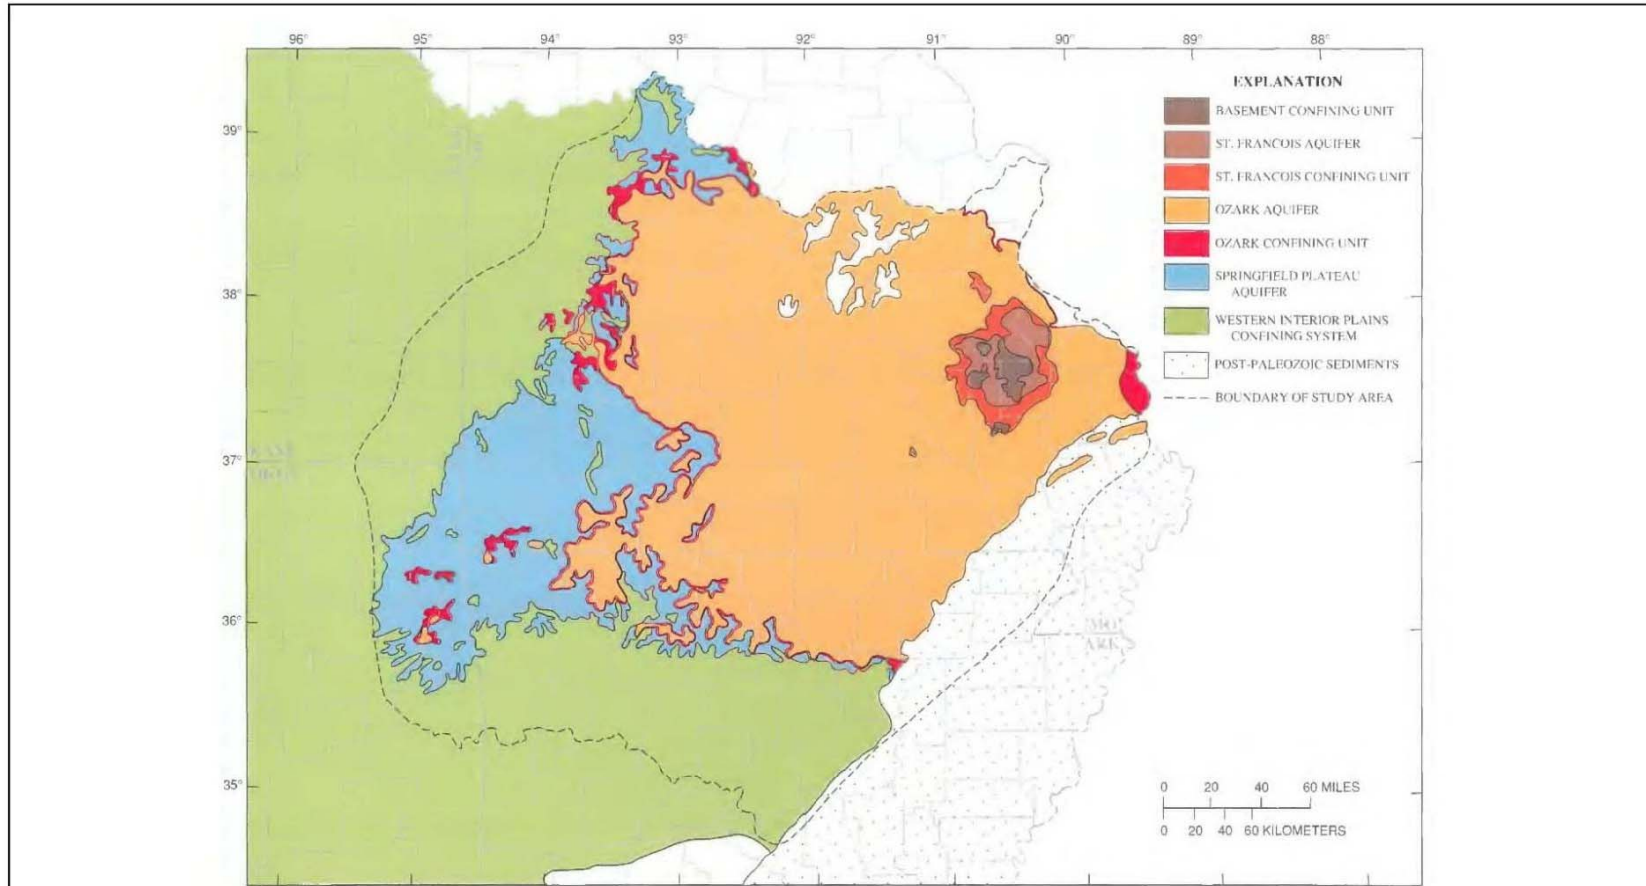 96° 95° 94° 93° 92° 91° 90° 89° 88°
EXPLANATION
BASEMENT CONFINING UNIT
ST. FRANCOIS AQUIFER
ST. FRANCOIS CONFINING UNIT
OZARK AQUIFER
OZARK CONFINING UNIT
SPRINGFIELD PLATEAU
AQUIFER
WESTERN INTERIOR PLAINS
CONFINING SYSTEM
POST-PALEOZOIC SEDIMENTS
BOUNDARY OF STUDY AREA
39°
38°
37°
36°
35°
MO
ARK
0 20 40 60 MILES
0 20 40 60 KILOMETERS